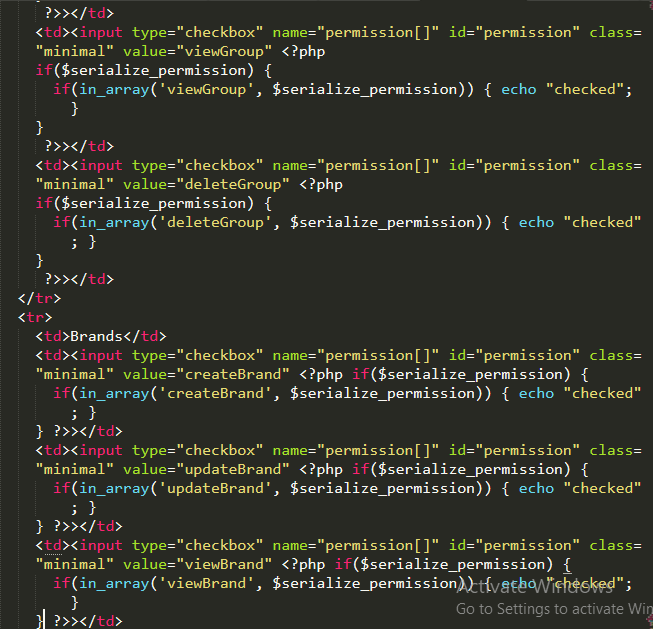 ?>></td>
<td><input type="checkbox" name="permission[]" id="permission" class=
"minimal" value="viewGroup" <?php
if($serialize_permission) {
if(in_array('viewGroup', $serialize_permission)) { echo "checked";
}
}
?>></td>
<td><input type="checkbox" name="permission[]" id="permission" class=
"minimal" value="deleteGroup" <?php
if($serialize_permission) {
if(in_array('deleteGroup', $serialize_permission)) { echo "checked"
; }
}
?>></td>
</tr>
<tr>
<td>Brands</td>
<td><input type="checkbox" name="permission[]" id="permission" class=
"minimal" value="createBrand" <?php if($serialize_permission) {
if(in_array('createBrand', $serialize_permission)) { echo "checked"
; }
} ?>></td>
<td><input type="checkbox" name="permission[]" id="permission" class=
"minimal" value="updateBrand" <?php if($serialize_permission) {
if(in_array('updateBrand', $serialize_permission)) { echo "checked"
; }
} ?>></td>
<td><input type="checkbox" name="permission[]" id="permission" class=
"minimal" value="viewBrand" <?php if($serialize_permission) {
if(in_array('viewBrand', $serialize_permission)) { echo "checked";
}
} ?>></td>
Activate Windows
Go to Settings to activate Win